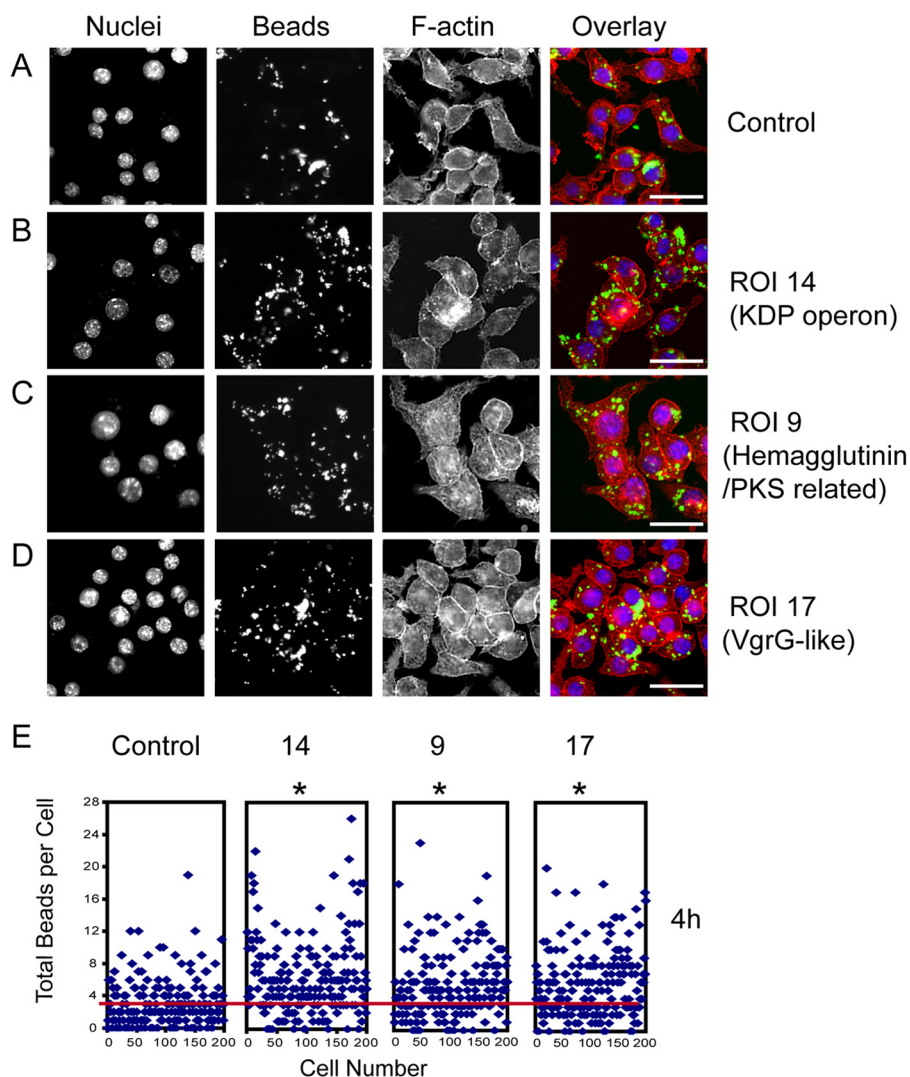 Nuclei Beads F-actin Overlay
A
Control
B
ROI 14
(KDP operon)
C
ROI 9
(Hemagglutinin
/PKS related)
D
ROI 17
(VgrG-like)
E
Control 14 9 17
* * *
Total Beads per Cell
28
24
20
16
12
8
4
0
4h
0 50 100 150 200 0 50 100 150 200 0 50 100 150 200 0 50 100 150 200
Cell Number